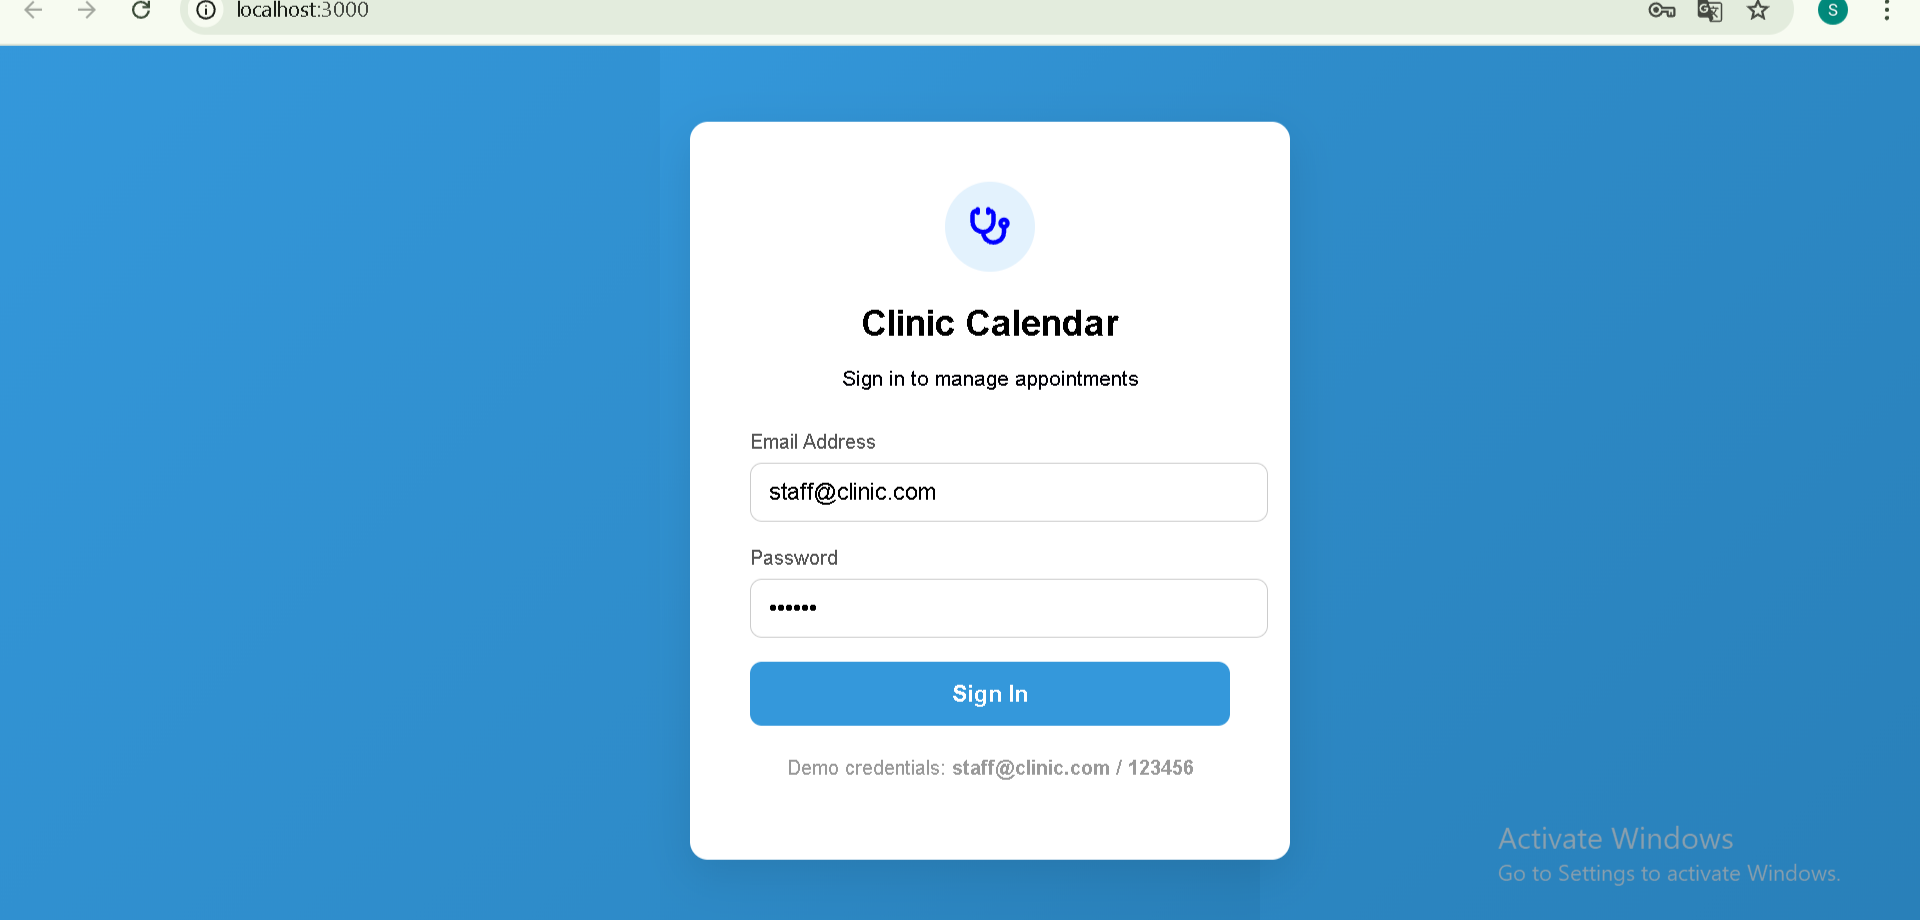 localhost:3000
S
Clinic Calendar
Sign in to manage appointments
Email Address
staff@clinic.com
Password
••••••
Sign In
Demo credentials: staff@clinic.com / 123456
Activate Windows
Go to Settings to activate Windows.